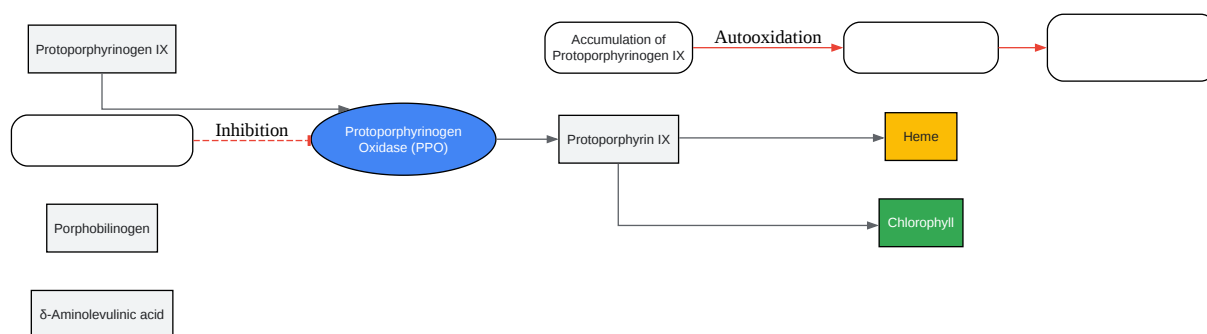 Protoporphyrinogen IX
Accumulation of
Protoporphyrinogen IX
Autooxidation
Inhibition
Protoporphyrinogen
Oxidase (PPO)
Protoporphyrin IX
Heme
Porphobilinogen
Chlorophyll
δ-Aminolevulinic acid